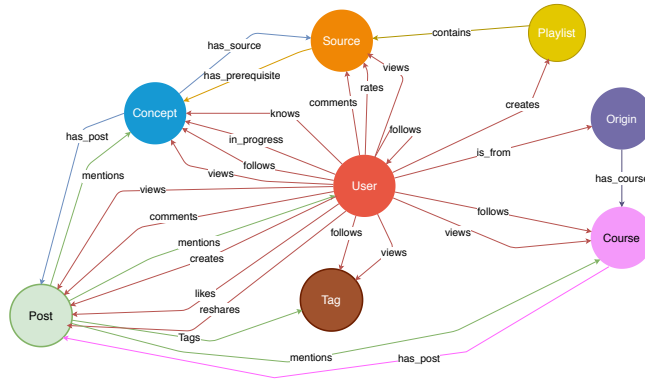 Playlist
contains
Source
has_source
views
has_prerequisite
rates
comments
creates
Concept
knows
Origin
has_post
follows
in_progress
is_from
mentions
follows
views
has_course
User
views
follows
comments
follows
views
Course
mentions
creates
follows
views
likes
reshares
Tag
Post
Tags
mentions
has_post